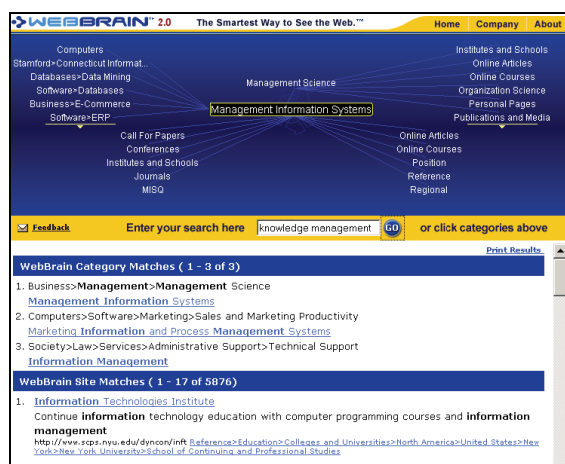 WEBBRAIN™ 2.0 The Smartest Way to See the Web.™ Home Company About
Computers
Stamford>Connecticut Informat...
Databases>Data Mining
Software>Databases
Business>E-Commerce
Software>ERP
Management Science
Institutes and Schools
Online Articles
Online Courses
Organization Science
Personal Pages
Publications and Media
Management Information Systems
Call For Papers
Conferences
Institutes and Schools
Journals
MISQ
Online Articles
Online Courses
Position
Reference
Regional
Feedback Enter your search here knowledge management GO or click categories above
Print Results
WebBrain Category Matches ( 1 - 3 of 3)
1. Business>Management>Management Science
Management Information Systems
2. Computers>Software>Marketing>Sales and Marketing Productivity
Marketing Information and Process Management Systems
3. Society>Law>Services>Administrative Support>Technical Support
Information Management
WebBrain Site Matches ( 1 - 17 of 5876)
1. Information Technologies Institute
Continue information technology education with computer programming courses and information
management
http://www.scps.nyu.edu/dyncon/inft Reference>Education>Colleges and Universities>North America>United States>New
York>New York University>School of Continuing and Professional Studies